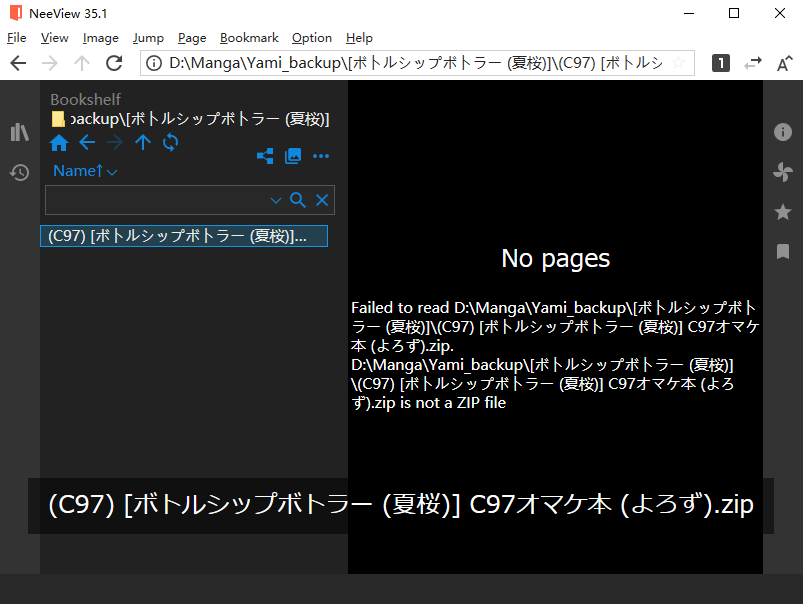 NeeView 35.1
File View Image Jump Page Bookmark Option Help
D:\Manga\Yami_backup\[ボトルシップボトラー (夏桜)]\(C97) [ボトルシ
1
Bookshelf
backup\[ボトルシップボトラー (夏桜)]
Name↑
(C97) [ボトルシップボトラー (夏桜)]...
No pages
Failed to read D:\Manga\Yami_backup\[ボトルシップボト
ラー (夏桜)]\(C97) [ボトルシップボトラー (夏桜)] C97オマケ
本 (よろず).zip.
D:\Manga\Yami_backup\[ボトルシップボトラー (夏桜)]
\(C97) [ボトルシップボトラー (夏桜)] C97オマケ本 (よろ
ず).zip is not a ZIP file
(C97) [ボトルシップボトラー (夏桜)] C97オマケ本 (よろず).zip